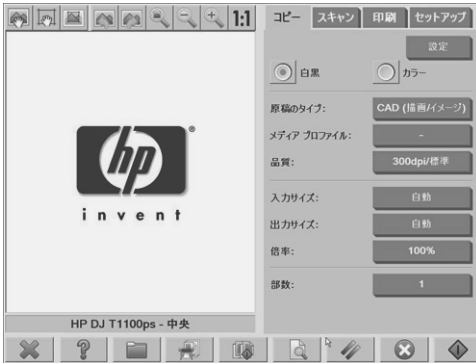 1:1
コピー スキャン 印刷 セットアップ
設定
白黒 カラー
原稿のタイプ: CAD (描画/イメージ)
メディア プロファイル: -
品質: 300dpi/標準
入力サイズ: 自動
出力サイズ: 自動
倍率: 100%
部数: 1
hp
invent
HP DJ T1100ps - 中央